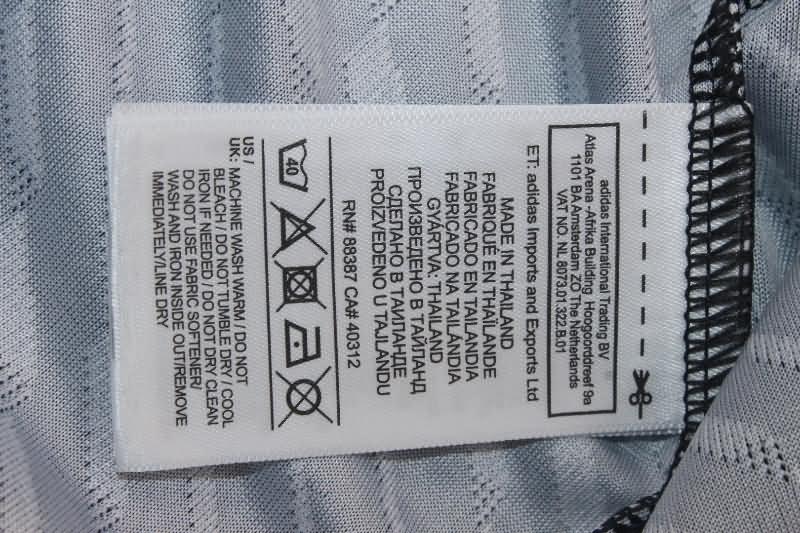 adidas International Trading BV
Atlas Arena -Afrika Building Hoogoorddreef 9a
1101 BA Amsterdam ZO The Netherlands
VAT NO. NL 8073.01.322.B.01
ET: adidas Imports and Exports Ltd
MADE IN THAILAND
FABRIQUÉ EN THAÏLANDE
FABRICADO EN TAILANDIA
FABRICADO NA TAILÂNDIA
GYÁRTVA: THAILAND
ПРОИЗВЕДЕНО В ТАЙЛАНД
СДЕЛАНО В ТАИЛАНДЕ
PROIZVEDENO U TAJLANDU
RN# 88387 CA# 40312
40
US /
UK: MACHINE WASH WARM / DO NOT
BLEACH / DO NOT TUMBLE DRY / COOL
IRON IF NEEDED / DO NOT DRY CLEAN
DO NOT USE FABRIC SOFTENER/
WASH AND IRON INSIDE OUT/REMOVE
IMMEDIATELY/LINE DRY